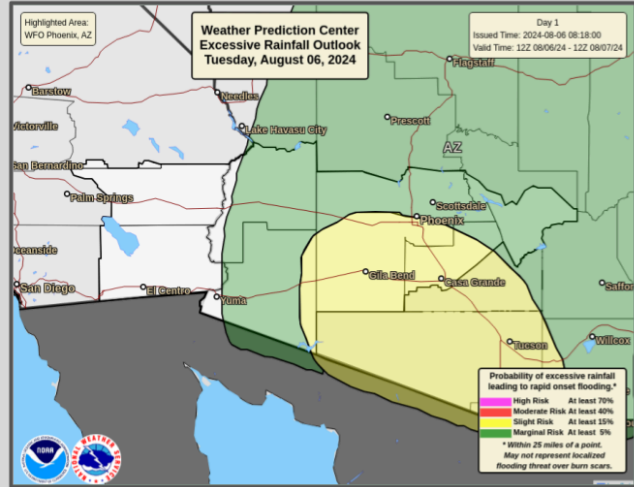 Highlighted Area:
WFO Phoenix, AZ
Weather Prediction Center
Excessive Rainfall Outlook
Tuesday, August 06, 2024
Day 1
Issued Time: 2024-08-06 08:18:00
Valid Time: 12Z 08/06/24 - 12Z 08/07/24
Flagstaff
Barstow
Needles
Victorville
Lake Havasu City
Prescott
AZ
San Bernardino
Palm Springs
Scottsdale
Phoenix
Oceanside
Gila Bend
Casa Grande
Saffor
San Diego
El Centro
Yuma
Tucson
Willcox
Probability of excessive rainfall
leading to rapid onset flooding.*
High Risk At least 70%
Moderate Risk At least 40%
Slight Risk At least 15%
Marginal Risk At least 5%
* Within 25 miles of a point.
May not represent localized
flooding threat over burn scars.
NOAA
NATIONAL WEATHER SERVICE